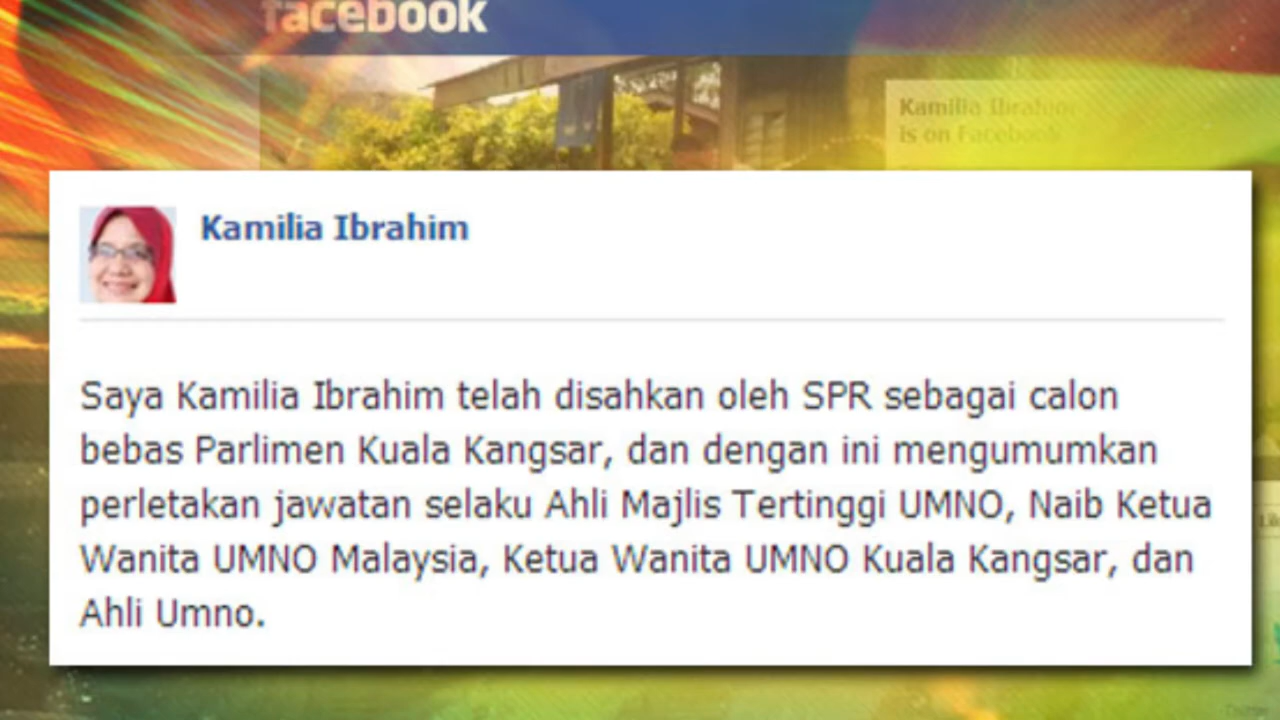 facebook
Kamilia Ibrahim
is on Facebook
Kamilia Ibrahim
Saya Kamilia Ibrahim telah disahkan oleh SPR sebagai calon
bebas Parlimen Kuala Kangsar, dan dengan ini mengumumkan
perletakan jawatan selaku Ahli Majlis Tertinggi UMNO, Naib Ketua
Wanita UMNO Malaysia, Ketua Wanita UMNO Kuala Kangsar, dan
Ahli Umno.